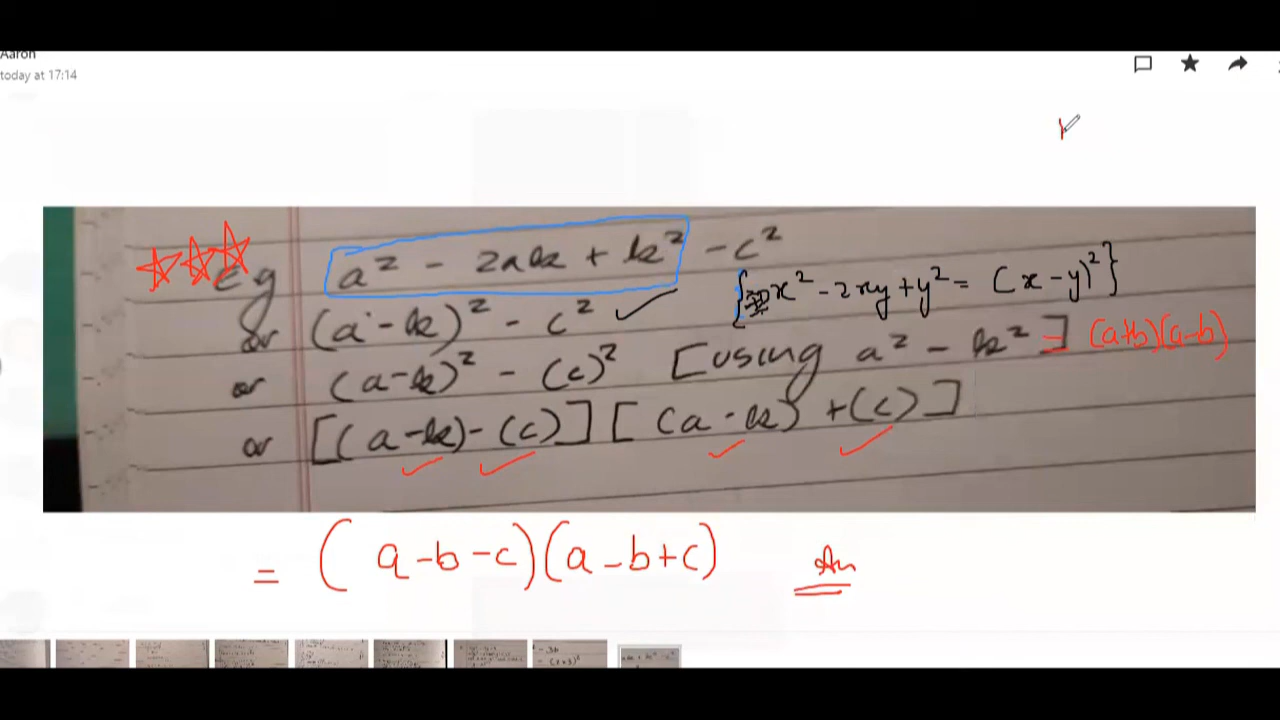 Aaron
today at 17:14
eg a² - 2ab + b² - c²
{x² - 2xy + y² = (x - y)²}
or (a - b)² - c²
or (a-b)² - (c)² [using a² - b²] (a+b)(a-b)
or [(a-b) - (c)] [(a-b) + (c)]
= (a-b-c)(a-b+c) An